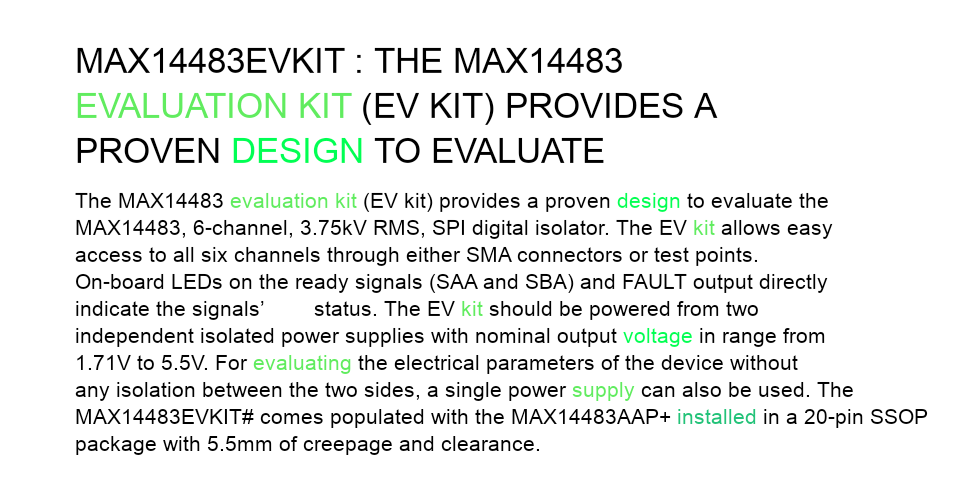 MAX14483EVKIT : THE MAX14483
EVALUATION KIT (EV KIT) PROVIDES A
PROVEN DESIGN TO EVALUATE
The MAX14483 evaluation kit (EV kit) provides a proven design to evaluate the
MAX14483, 6-channel, 3.75kV RMS, SPI digital isolator. The EV kit allows easy
access to all six channels through either SMA connectors or test points.
On-board LEDs on the ready signals (SAA and SBA) and FAULT output directly
indicate the signals’ status. The EV kit should be powered from two
independent isolated power supplies with nominal output voltage in range from
1.71V to 5.5V. For evaluating the electrical parameters of the device without
any isolation between the two sides, a single power supply can also be used. The
MAX14483EVKIT# comes populated with the MAX14483AAP+ installed in a 20-pin SSOP
package with 5.5mm of creepage and clearance.